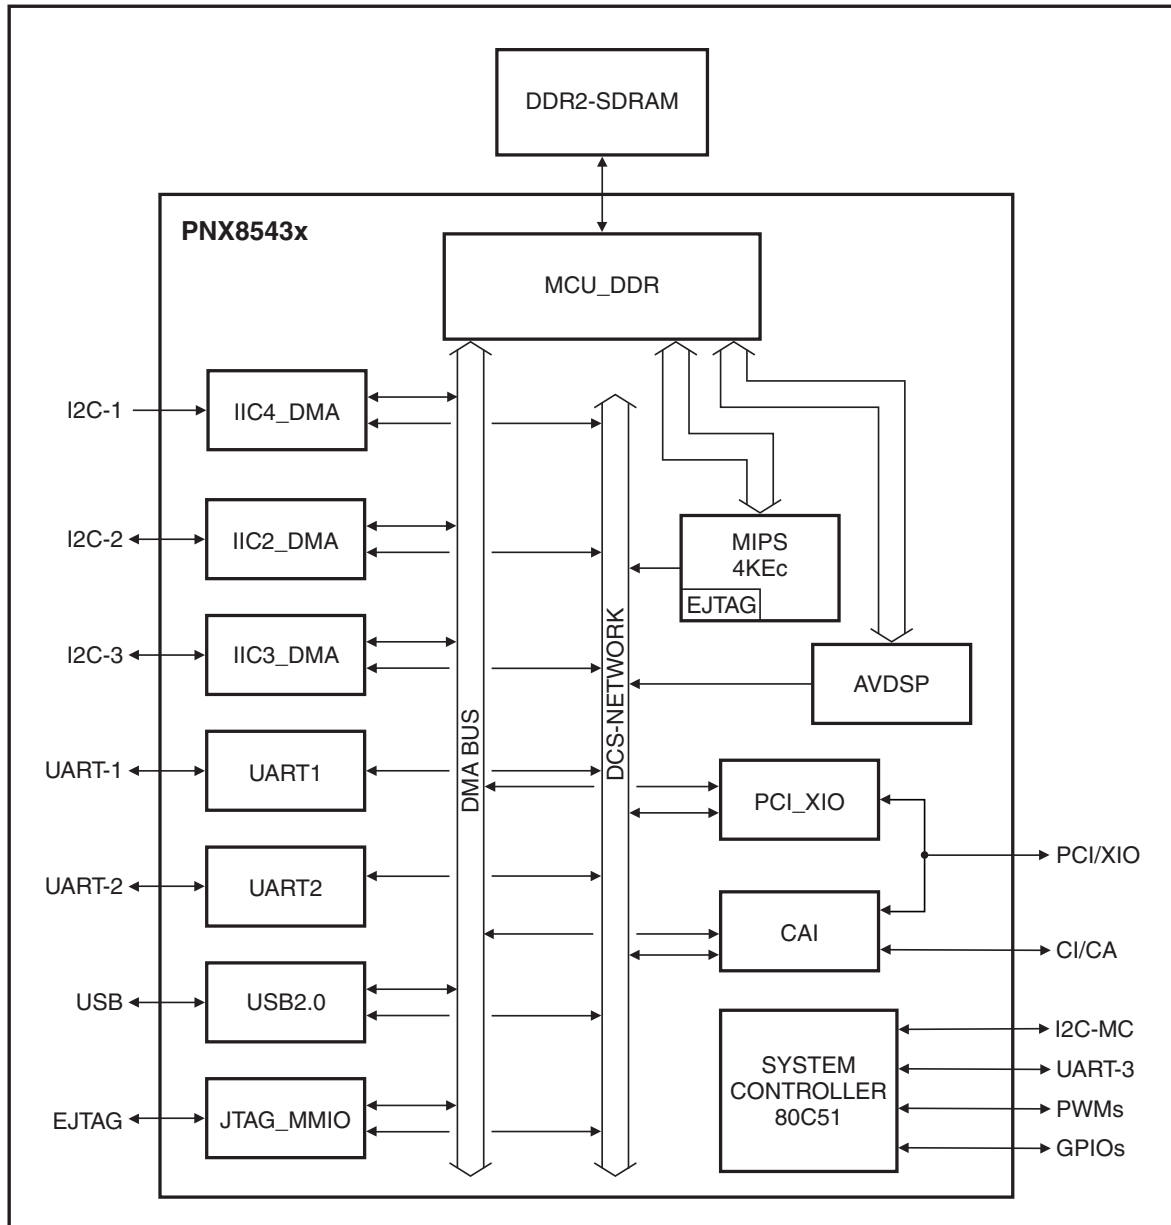 DDR2-SDRAM
PNX8543x
MCU_DDR
I2C-1
IIC4_DMA
I2C-2
IIC2_DMA
MIPS
4KEc
EJTAG
I2C-3
IIC3_DMA
AVDSP
DMA BUS
DCS-NETWORK
UART-1
UART1
PCI_XIO
PCI/XIO
UART-2
UART2
CAI
CI/CA
USB
USB2.0
I2C-MC
SYSTEM
CONTROLLER
80C51
UART-3
PWMs
GPIOs
EJTAG
JTAG_MMIO